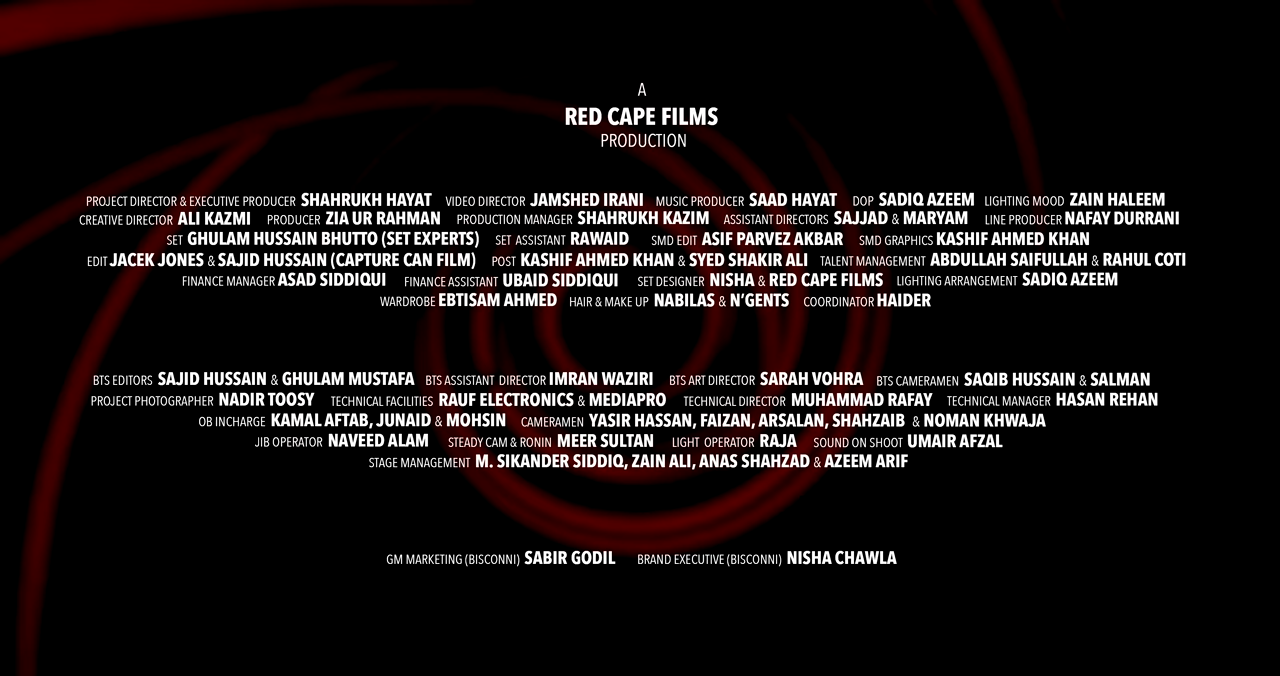 A
RED CAPE FILMS
PRODUCTION
PROJECT DIRECTOR & EXECUTIVE PRODUCER SHAHRUKH HAYAT VIDEO DIRECTOR JAMSHED IRANI MUSIC PRODUCER SAAD HAYAT DOP SADIQ AZEEM LIGHTING MOOD ZAIN HALEEM
CREATIVE DIRECTOR ALI KAZMI PRODUCER ZIA UR RAHMAN PRODUCTION MANAGER SHAHRUKH KAZIM ASSISTANT DIRECTORS SAJJAD & MARYAM LINE PRODUCER NAFAY DURRANI
SET GHULAM HUSSAIN BHUTTO (SET EXPERTS) SET ASSISTANT RAWAID SMD EDIT ASIF PARVEZ AKBAR SMD GRAPHICS KASHIF AHMED KHAN
EDIT JACEK JONES & SAJID HUSSAIN (CAPTURE CAN FILM) POST KASHIF AHMED KHAN & SYED SHAKIR ALI TALENT MANAGEMENT ABDULLAH SAIFULLAH & RAHUL COTI
FINANCE MANAGER ASAD SIDDIQUI FINANCE ASSISTANT UBAID SIDDIQUI SET DESIGNER NISHA & RED CAPE FILMS LIGHTING ARRANGEMENT SADIQ AZEEM
WARDROBE EBTISAM AHMED HAIR & MAKE UP NABILAS & N'GENTS COORDINATOR HAIDER
BTS EDITORS SAJID HUSSAIN & GHULAM MUSTAFA BTS ASSISTANT DIRECTOR IMRAN WAZIRI BTS ART DIRECTOR SARAH VOHRA BTS CAMERAMEN SAQIB HUSSAIN & SALMAN
PROJECT PHOTOGRAPHER NADIR TOOSY TECHNICAL FACILITIES RAUF ELECTRONICS & MEDIAPRO TECHNICAL DIRECTOR MUHAMMAD RAFAY TECHNICAL MANAGER HASAN REHAN
OB INCHARGE KAMAL AFTAB, JUNAID & MOHSIN CAMERAMEN YASIR HASSAN, FAIZAN, ARSALAN, SHAHZAIB & NOMAN KHWAJA
JIB OPERATOR NAVEED ALAM STEADY CAM & RONIN MEER SULTAN LIGHT OPERATOR RAJA SOUND ON SHOOT UMAIR AFZAL
STAGE MANAGEMENT M. SIKANDER SIDDIQ, ZAIN ALI, ANAS SHAHZAD & AZEEM ARIF
GM MARKETING (BISCONNI) SABIR GODIL BRAND EXECUTIVE (BISCONNI) NISHA CHAWLA